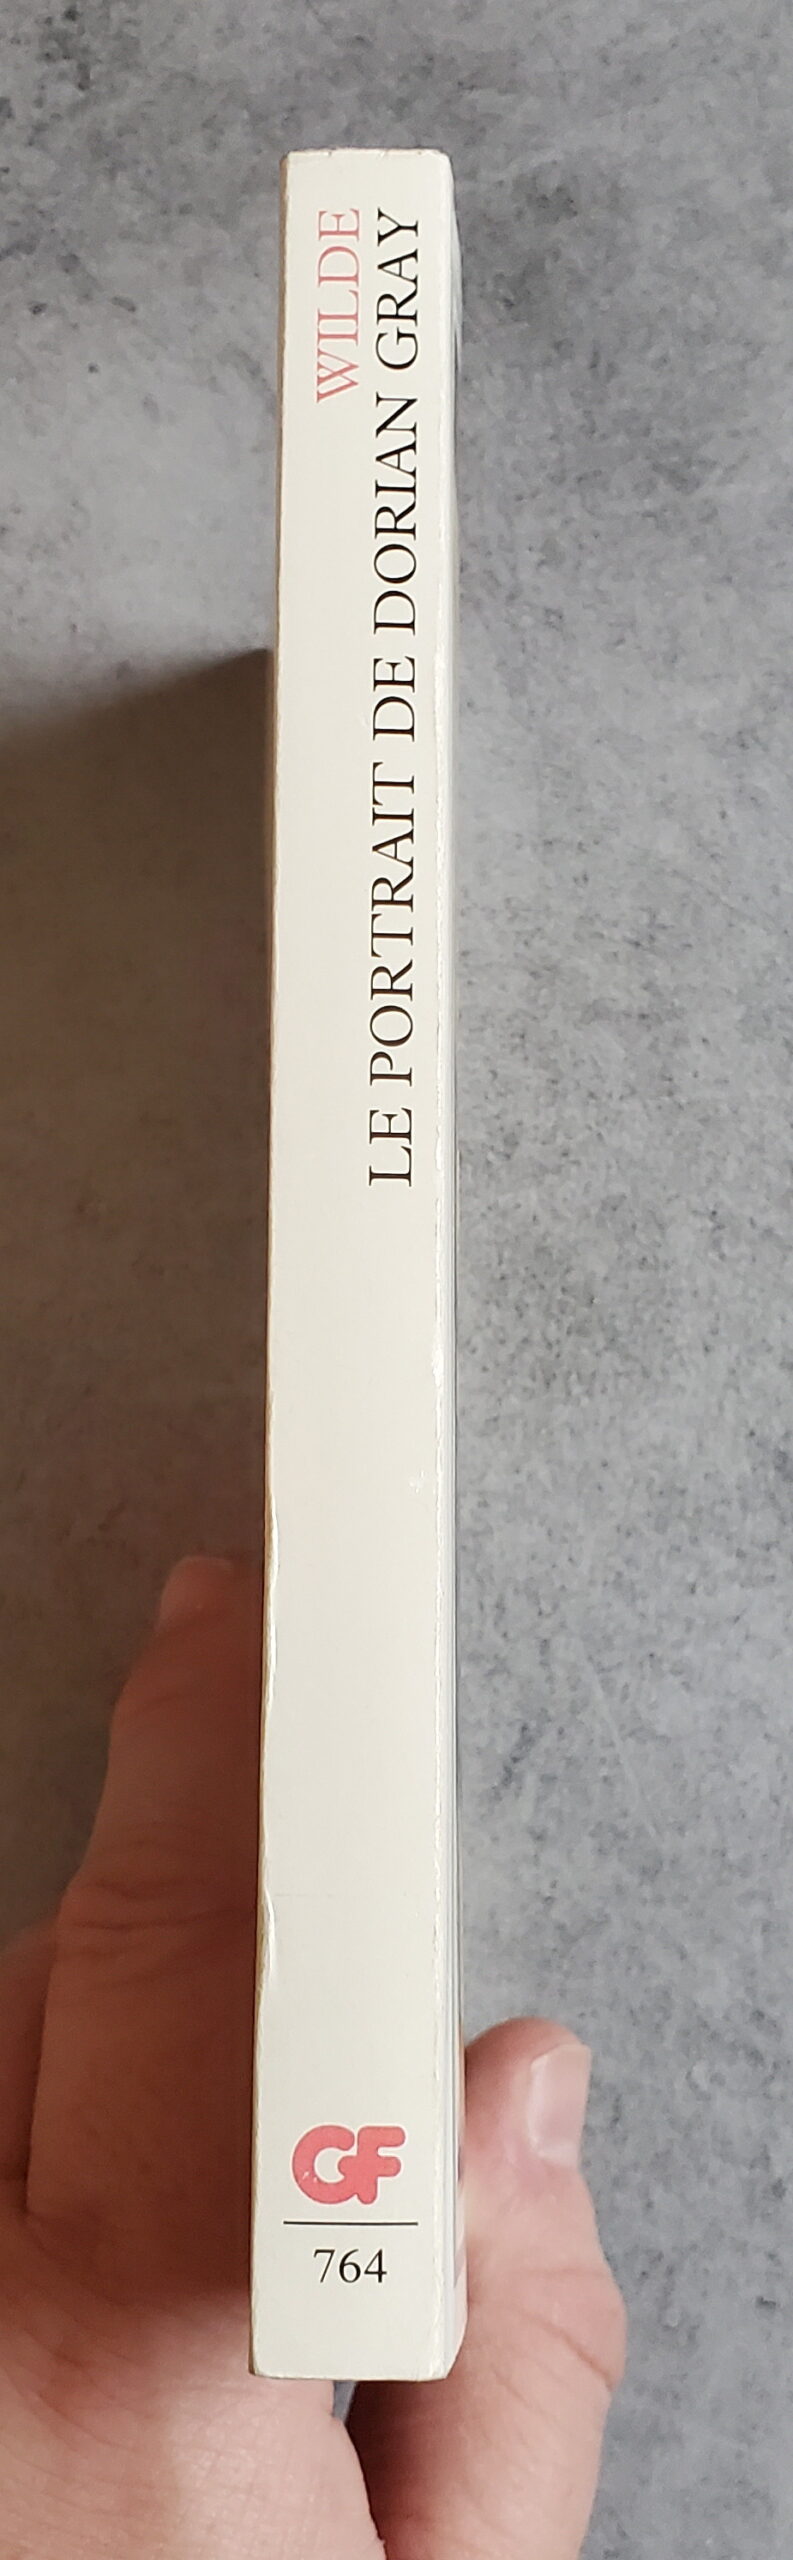 WILDE
LE PORTRAIT DE DORIAN GRAY
GF
764